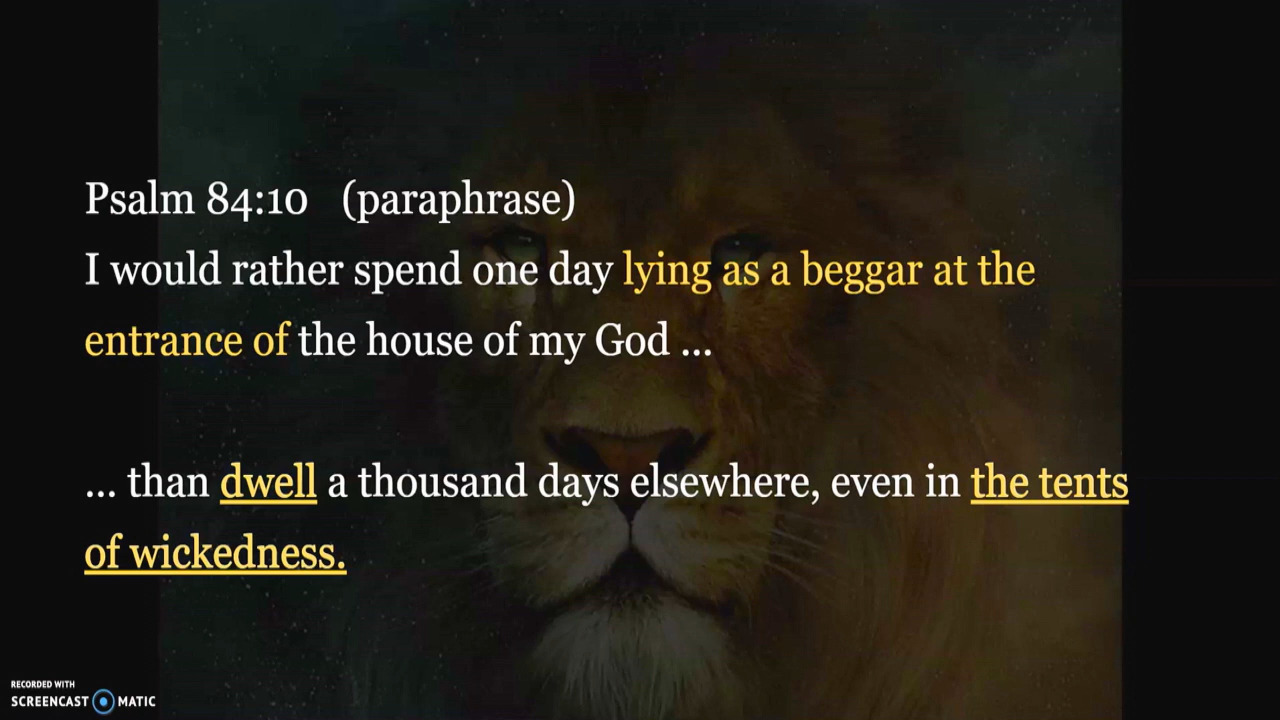 Psalm 84:10 (paraphrase)
I would rather spend one day lying as a beggar at the
entrance of the house of my God ...
... than dwell a thousand days elsewhere, even in the tents
of wickedness.
RECORDED WITH
SCREENCAST MATIC